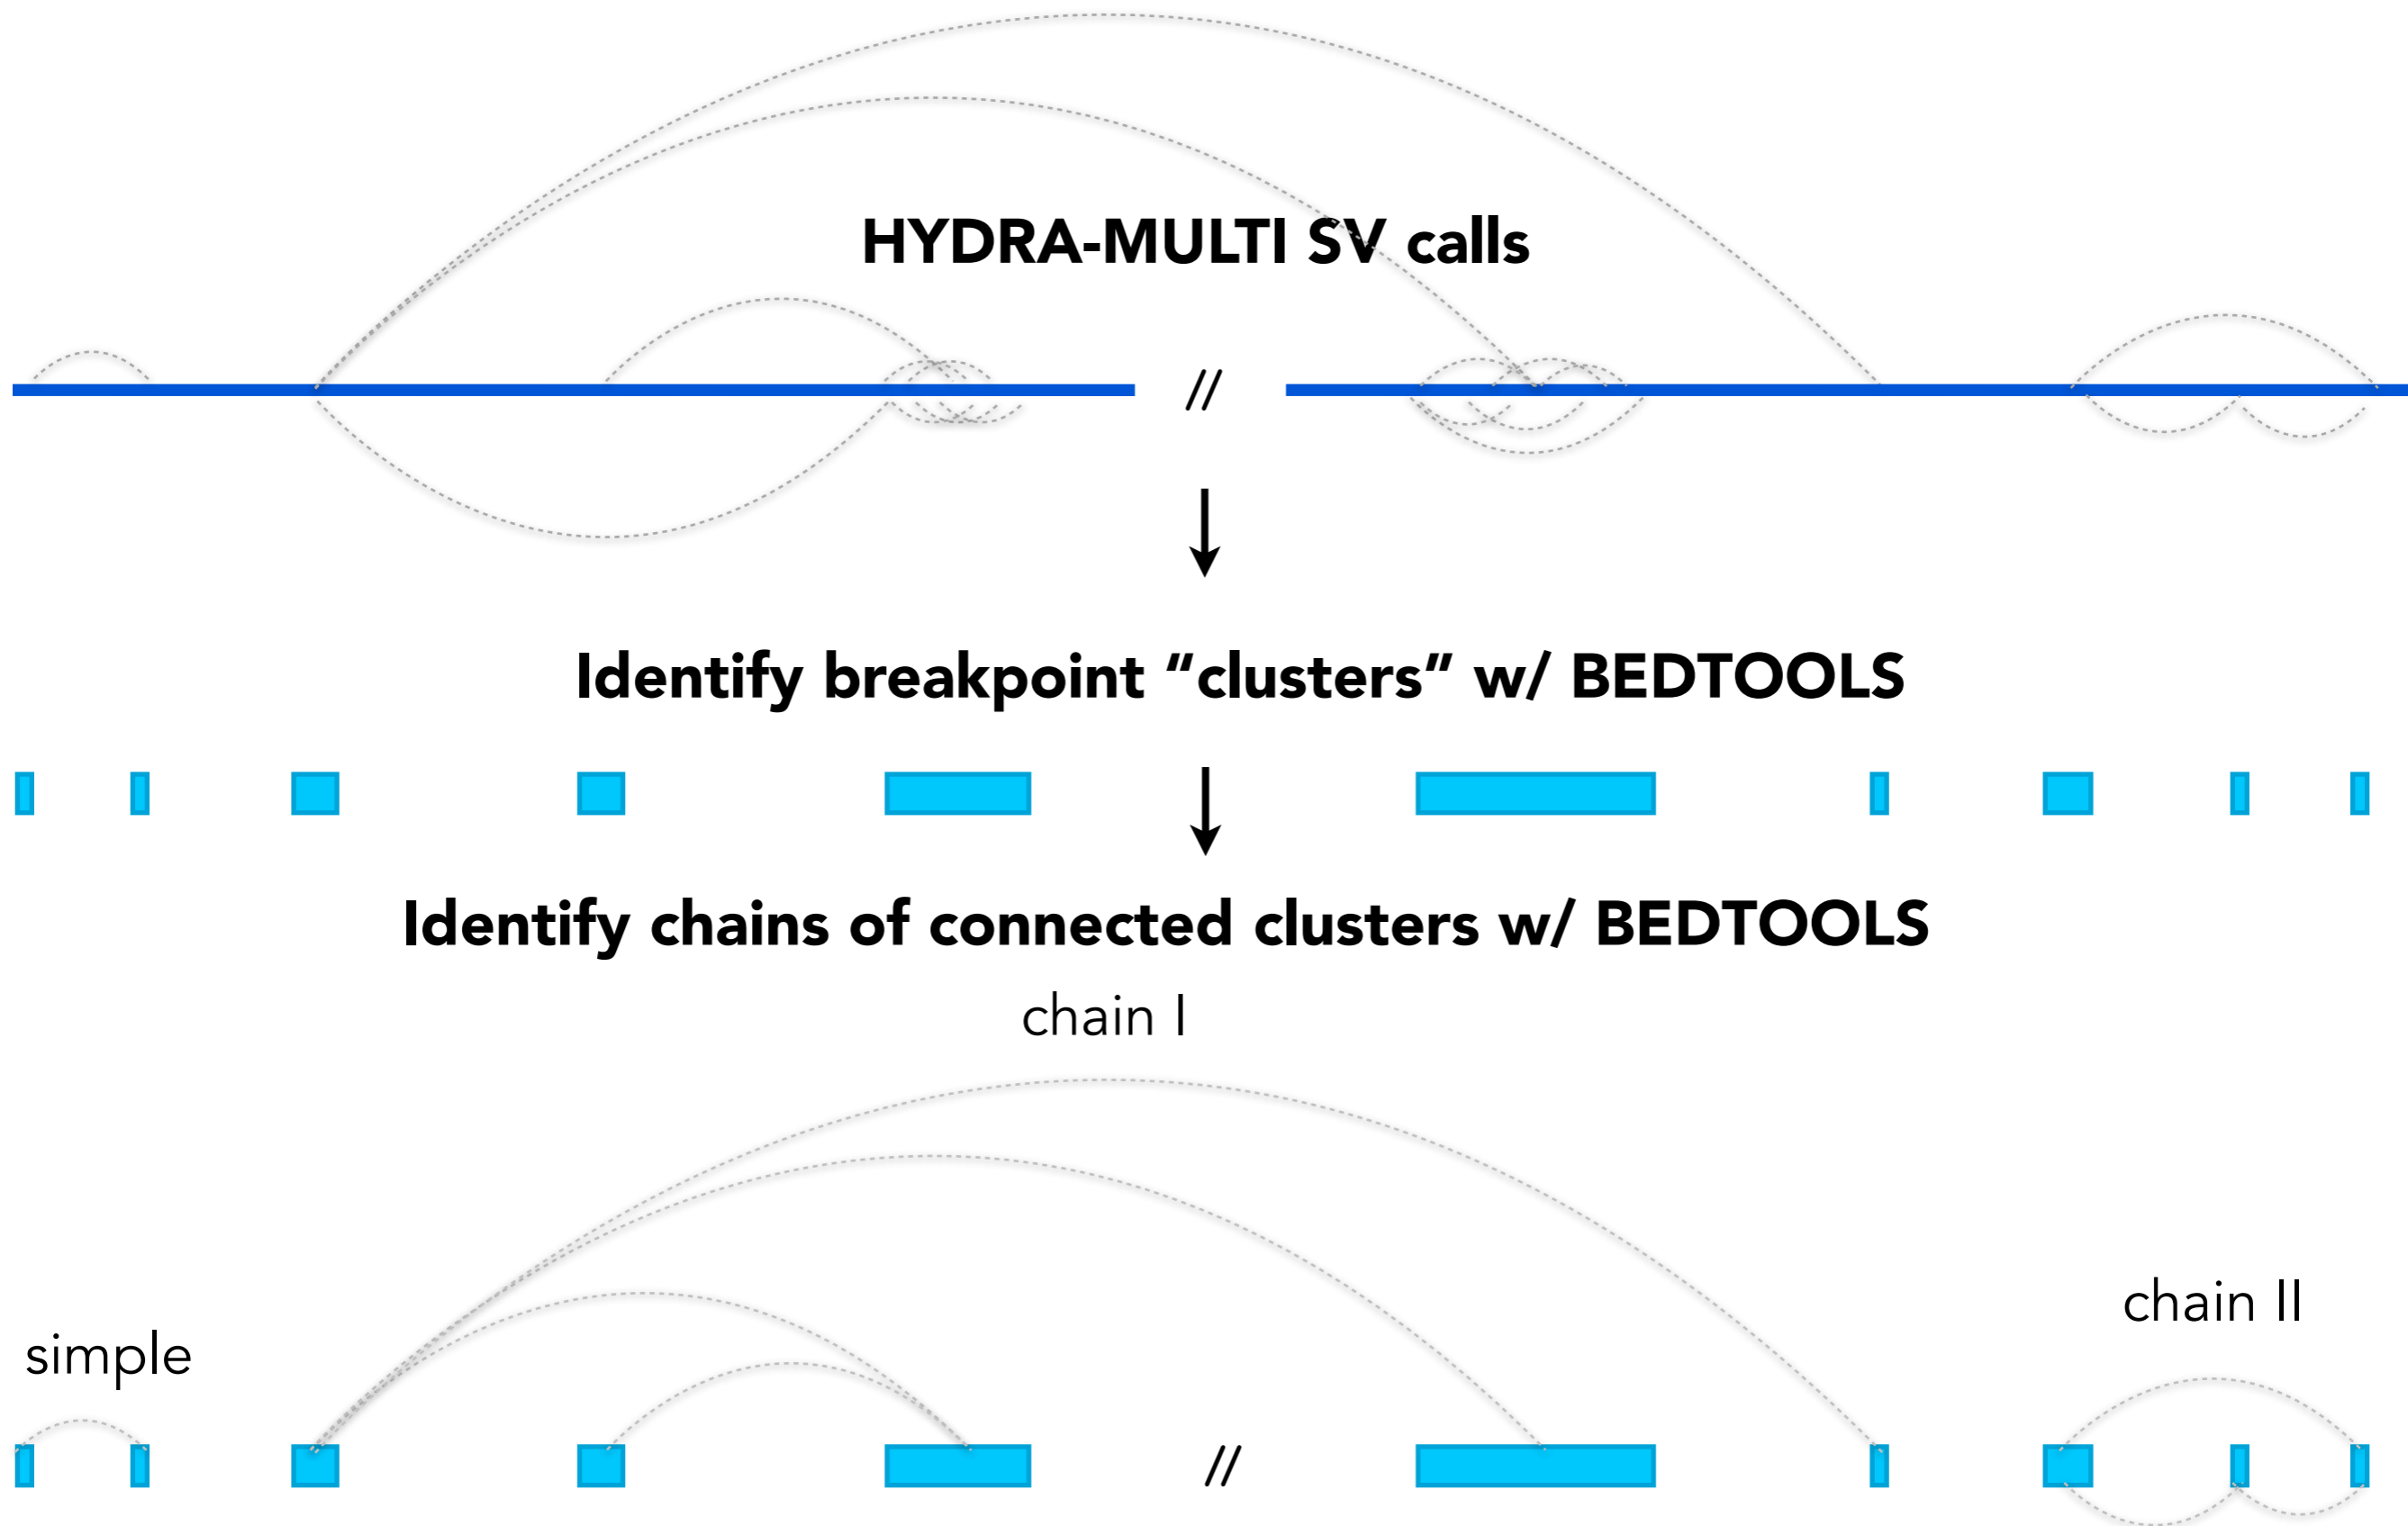 HYDRA-MULTI SV calls
//
Identify breakpoint “clusters” w/ BEDTOOLS
Identify chains of connected clusters w/ BEDTOOLS
chain I
chain II
simple
//